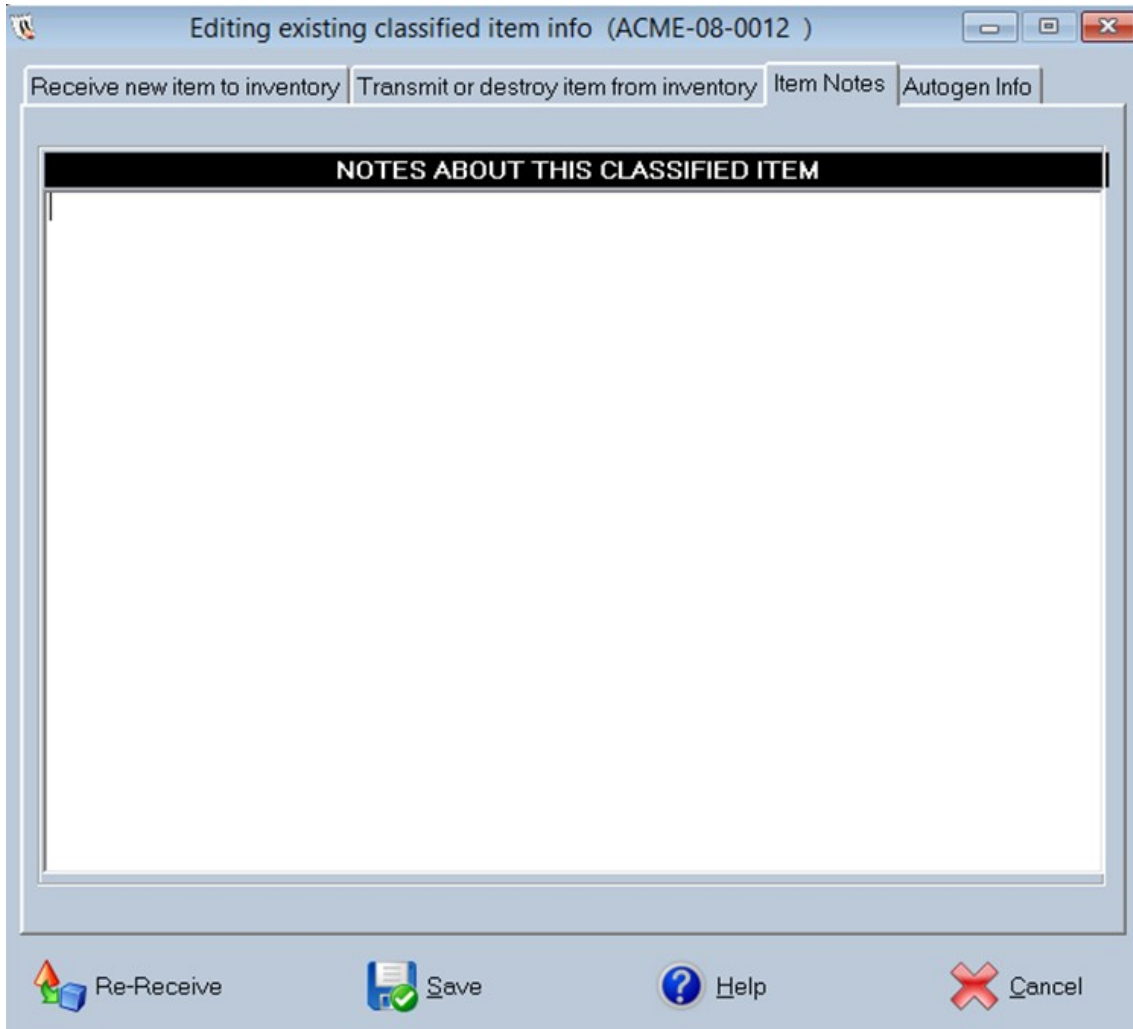 Editing existing classified item info (ACME-08-0012 )
Receive new item to inventory Transmit or destroy item from inventory Item Notes Autogen Info
NOTES ABOUT THIS CLASSIFIED ITEM
Re-Receive Save Help Cancel